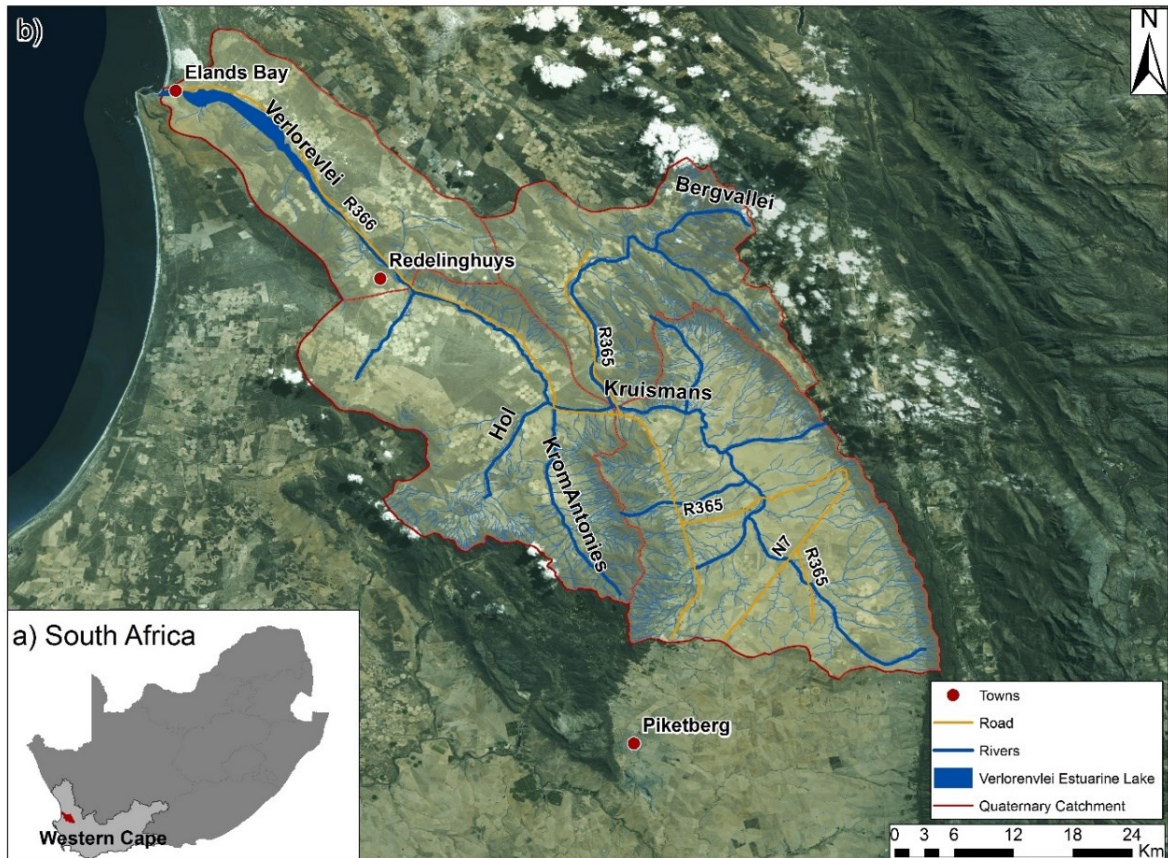 b)
N
Elands Bay
Verlorevlei
R366
Bergvallei
Redelinghuys
R365
Kruismans
Hol
KromAntonies
R365
N7
R365
Piketberg
a) South Africa
Western Cape
Towns
Road
Rivers
Verlorenvlei Estuarine Lake
Quaternary Catchment
0 3 6 12 18 24
Km